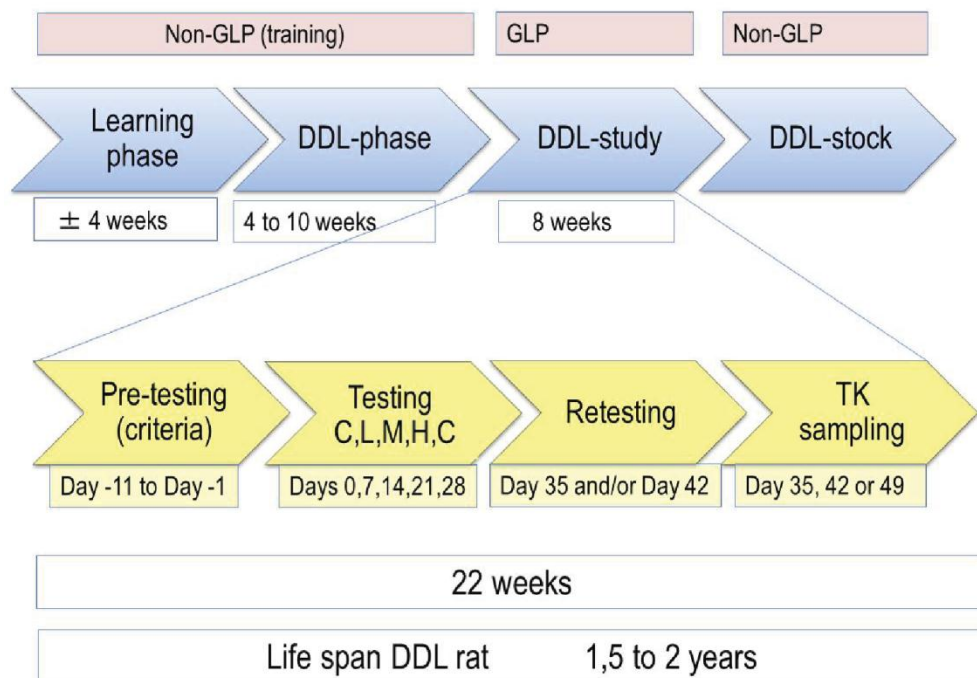 Non-GLP (training)
GLP
Non-GLP
Learning
phase
DDL-phase
DDL-study
DDL-stock
± 4 weeks
4 to 10 weeks
8 weeks
Pre-testing
(criteria)
Testing
C,L,M,H,C
Retesting
TK
sampling
Day -11 to Day -1
Days 0,7,14,21,28
Day 35 and/or Day 42
Day 35, 42 or 49
22 weeks
Life span DDL rat 1,5 to 2 years